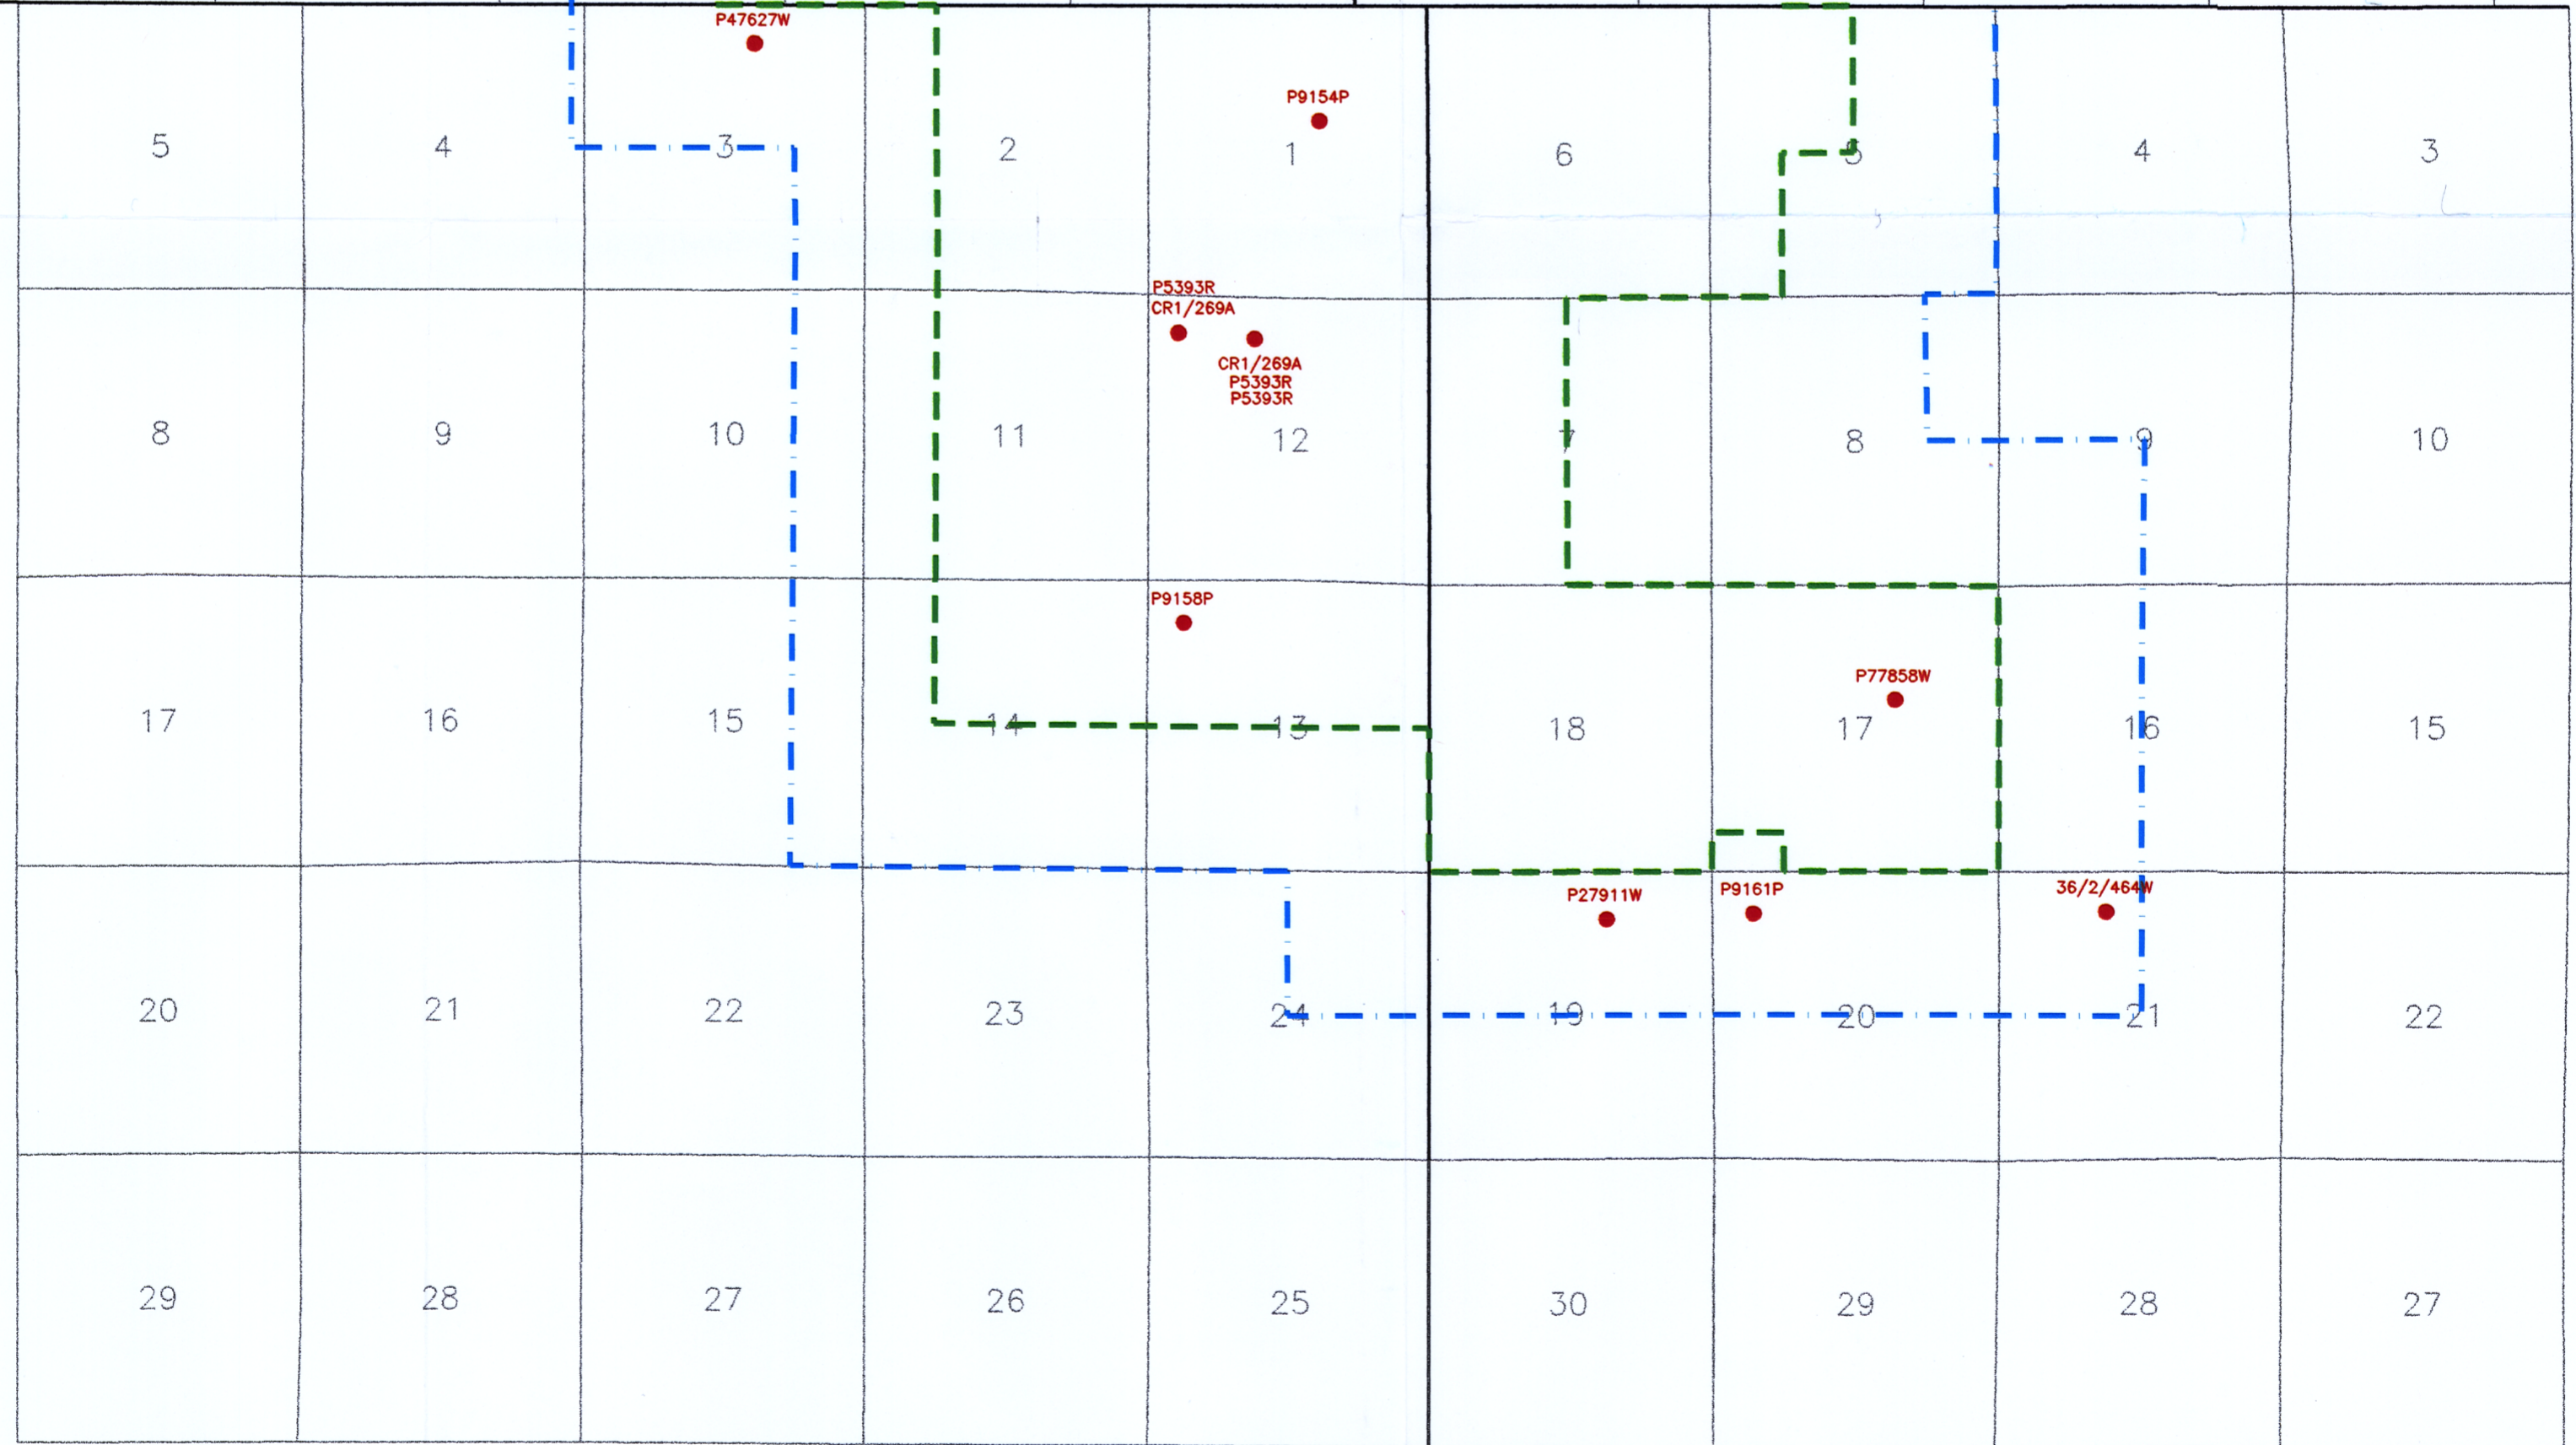 P47627W
P9154P
5 4 3 2 1 6 5 4 3
P5393R
CR1/269A
CR1/269A
P5393R
P5393R
8 9 10 11 12 7 8 9 10
P9158P
P77858W
17 16 15 14 13 18 17 16 15
P27911W P9161P 36/2/464W
20 21 22 23 24 19 20 21 22
29 28 27 26 25 30 29 28 27